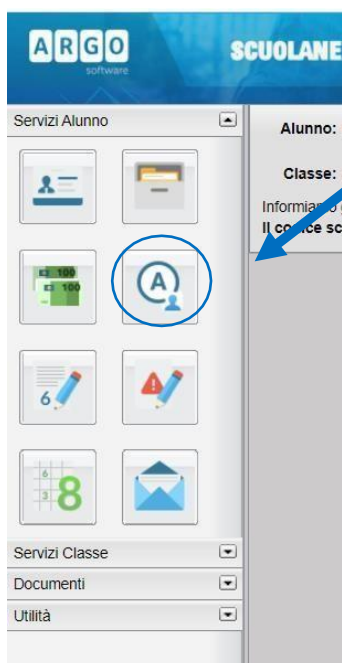 ARGO
software
SCUOLANE
Servizi Alunno
Alunno:
Classe:
Il codice sc
100
100
A
6
6
3
8
Servizi Classe
Documenti
Utilità